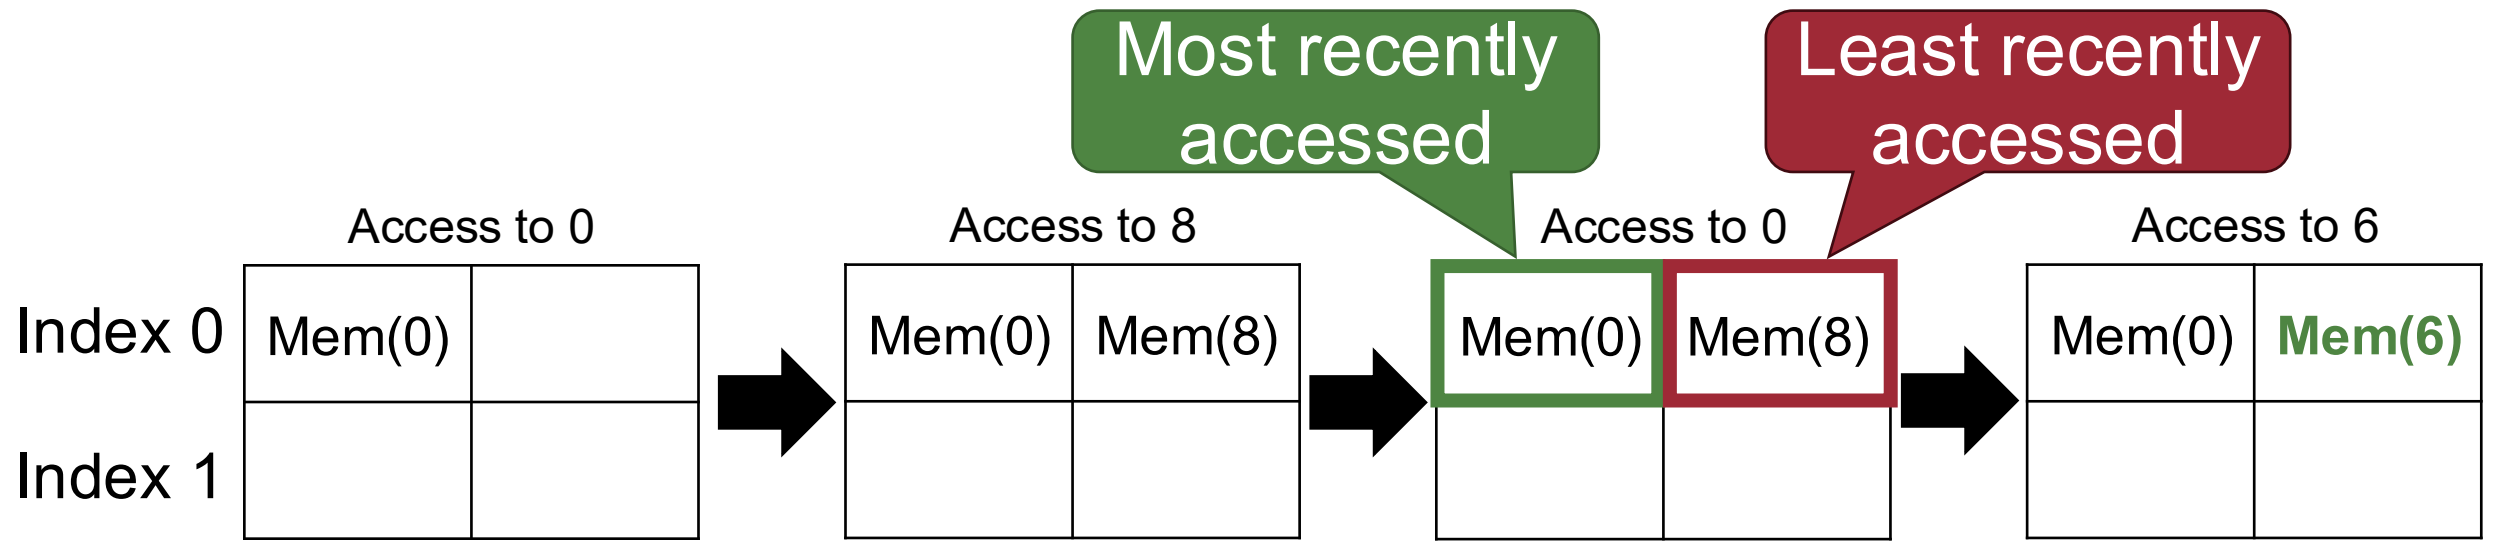 Most recently
accessed
Least recently
accessed
Access to 0
Access to 8
Access to 0
Access to 6
Index 0
Mem(0)
Mem(0)
Mem(8)
Mem(0)
Mem(8)
Mem(0)
Mem(6)
Index 1